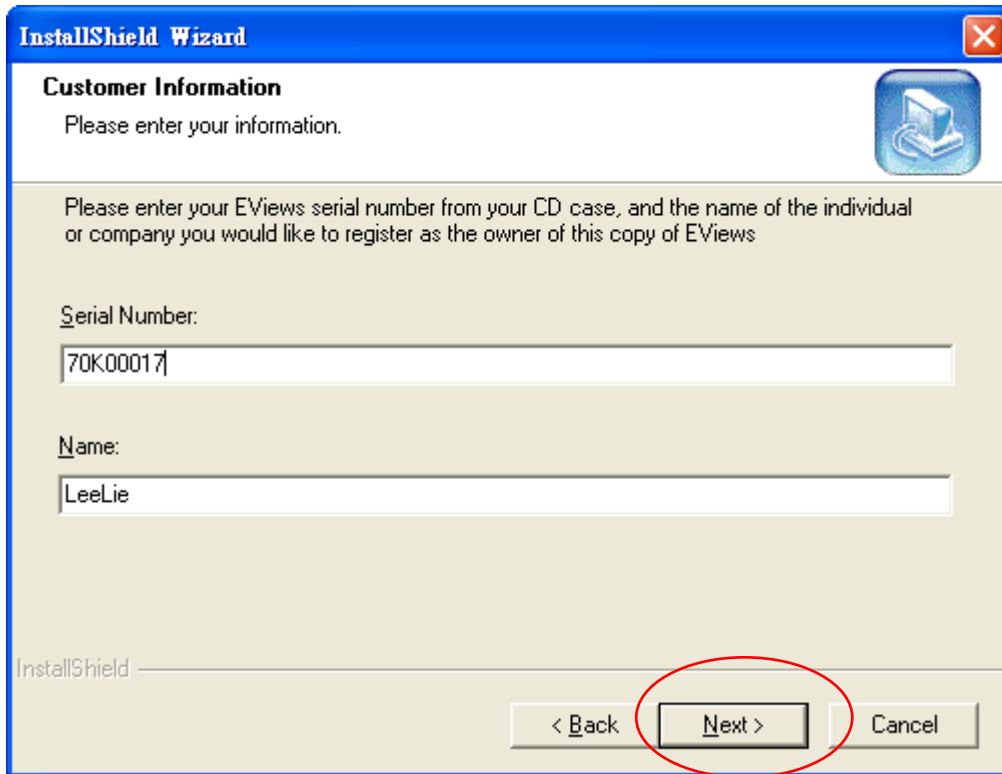 InstallShield Wizard
Customer Information
Please enter your information.
Please enter your EViews serial number from your CD case, and the name of the individual
or company you would like to register as the owner of this copy of EViews
Serial Number:
70K00017
Name:
LeeLie
InstallShield
< Back Next > Cancel